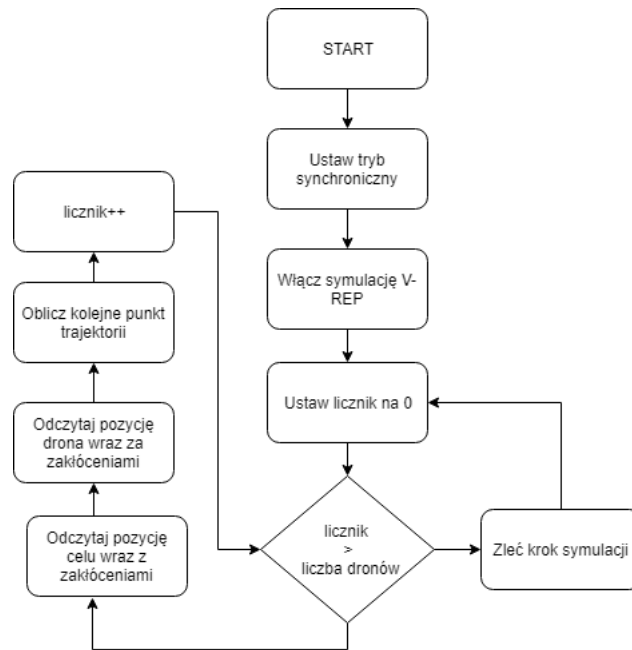 START
Ustaw tryb
synchroniczny
Włącz symulację V-
REP
Ustaw licznik na 0
licznik
>
liczba dronów
Zleć krok symulacji
Odczytaj pozycję
celu wraz z
zakłóceniami
Odczytaj pozycję
drona wraz za
zakłóceniami
Oblicz kolejne punkt
trajektorii
licznik++